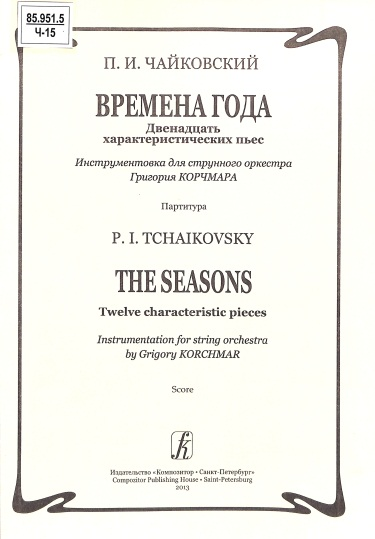 85.951.5
Ч-15
П. И. ЧАЙКОВСКИЙ
ВРЕМЕНА ГОДА
Двенадцать
характеристических пьес
Инструментовка для струнного оркестра
Григория КОРЧМАРА
Партитура
P. I. TCHAIKOVSKY
THE SEASONS
Twelve characteristic pieces
Instrumentation for string orchestra
by Grigory KORCHMAR
Score
Издательство «Композитор • Санкт-Петербург»
Compozitor Publishing House • Saint-Petersburg
2013